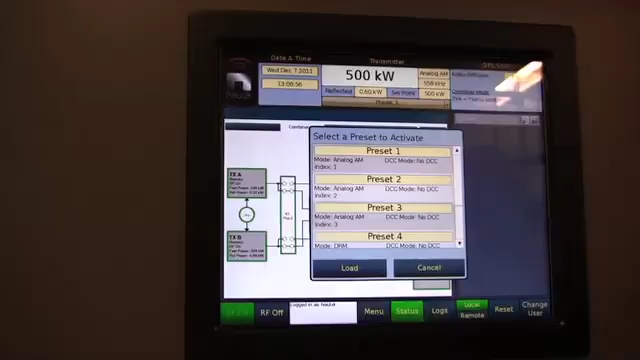 Date & Time
Transmitter
Wed Dec 7 2011
500 kW
Analog AM
558 kHz
13:09:56
Reflected
0.60 kW
Set Point
500 kW
Preset 1
Select a Preset to Activate
Preset 1
Mode: Analog AM
DCC Mode: No DCC
Index: 1
Preset 2
Mode: Analog AM
DCC Mode: No DCC
Index: 2
Preset 3
Mode: Analog AM
DCC Mode: No DCC
Index: 3
Preset 4
Mode: DRM
DCC Mode: No DCC
TX A
TX B
Load
Cancel
RF Off
Menu
Status
Logs
Local
Remote
Reset
Change
User